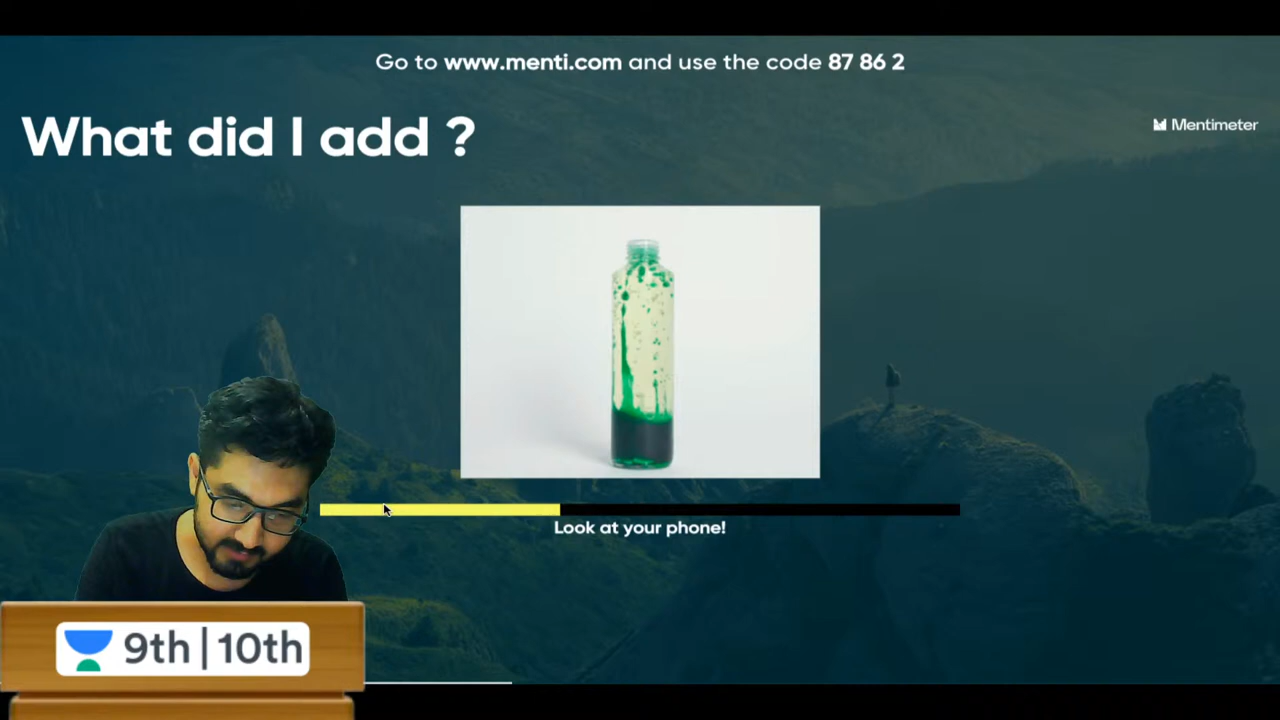 Go to www.menti.com and use the code 87 86 2
What did I add ?
Mentimeter
Look at your phone!
9th | 10th